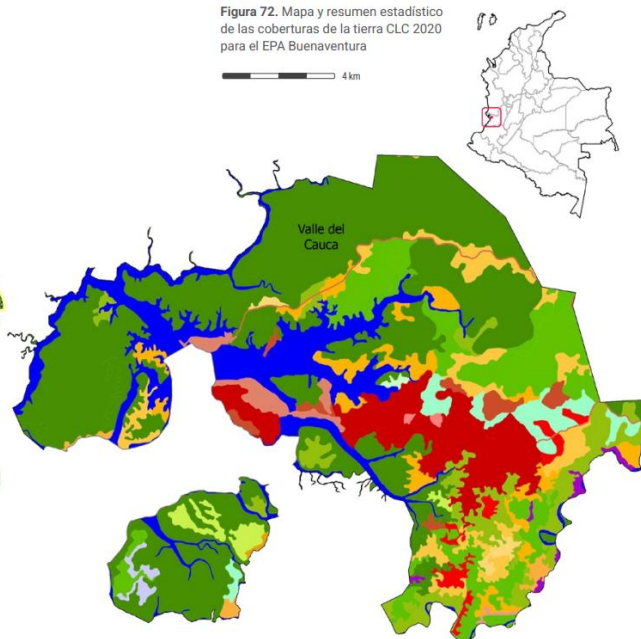 Figura 72. Mapa y resumen estadístico
de las coberturas de la tierra CLC 2020
para el EPA Buenaventura
4 km
Valle del
Cauca